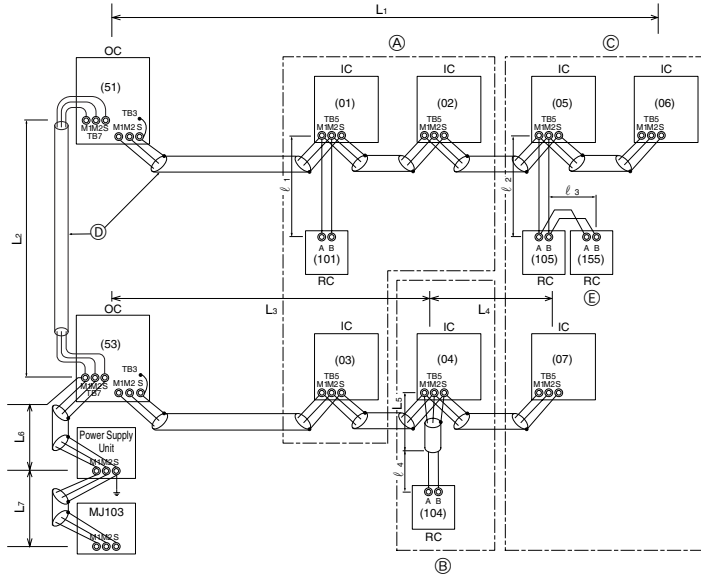 L1
OC
Ⓐ
Ⓒ
IC
IC
IC
IC
(51)
(01)
(02)
(05)
(06)
TB3
TB5
TB5
TB5
TB5
M1M2S
M1M2 S
M1M2S
M1M2S
M1M2S
M1M2S
TB7
ℓ1
ℓ2
ℓ3
L2
Ⓓ
A B
A B
A B
(101)
(105)
(155)
RC
RC
RC
Ⓔ
L3
L4
OC
IC
IC
IC
(53)
(03)
(04)
(07)
TB3
TB5
TB5
TB5
M1M2S
M1M2 S
M1M2S
M1M2S
M1M2S
TB7
L5
L6
Power Supply
Unit
M1M2S
ℓ4
A B
(104)
RC
L7
MJ103
M1M2S
Ⓑ